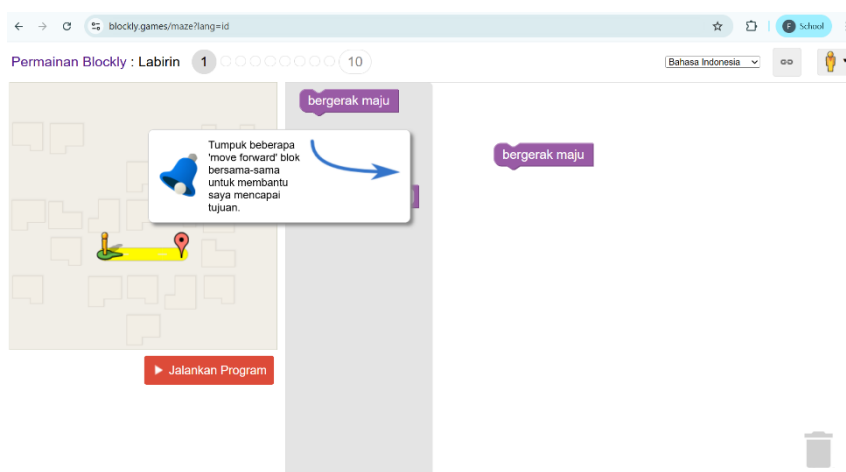 blockly.games/maze?lang=id
F School
Permainan Blockly : Labirin 1 10
Bahasa Indonesia
bergerak maju
Tumpuk beberapa
'move forward' blok
bersama-sama
untuk membantu
saya mencapai
tujuan.
bergerak maju
Jalankan Program